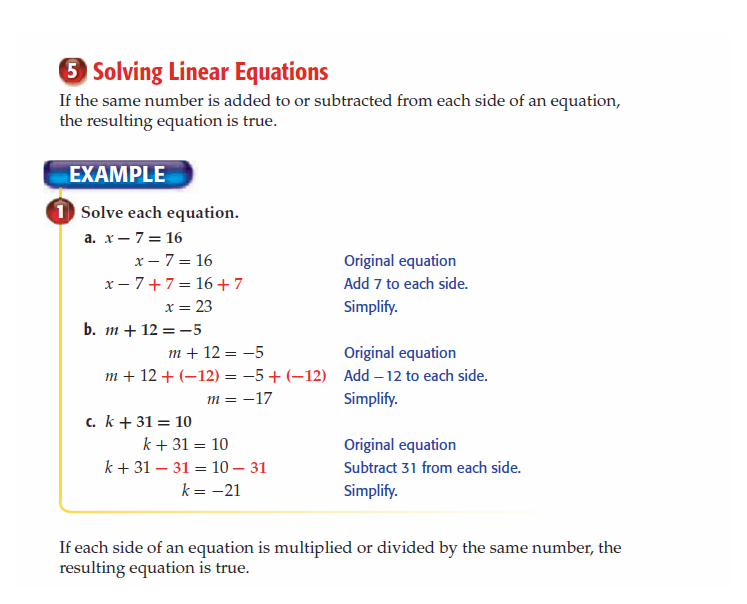 5 Solving Linear Equations
If the same number is added to or subtracted from each side of an equation,
the resulting equation is true.
EXAMPLE
1 Solve each equation.
a. x – 7 = 16
x – 7 = 16 Original equation
x – 7 + 7 = 16 + 7 Add 7 to each side.
x = 23 Simplify.
b. m + 12 = –5
m + 12 = –5 Original equation
m + 12 + (–12) = –5 + (–12) Add –12 to each side.
m = –17 Simplify.
c. k + 31 = 10
k + 31 = 10 Original equation
k + 31 – 31 = 10 – 31 Subtract 31 from each side.
k = –21 Simplify.
If each side of an equation is multiplied or divided by the same number, the
resulting equation is true.